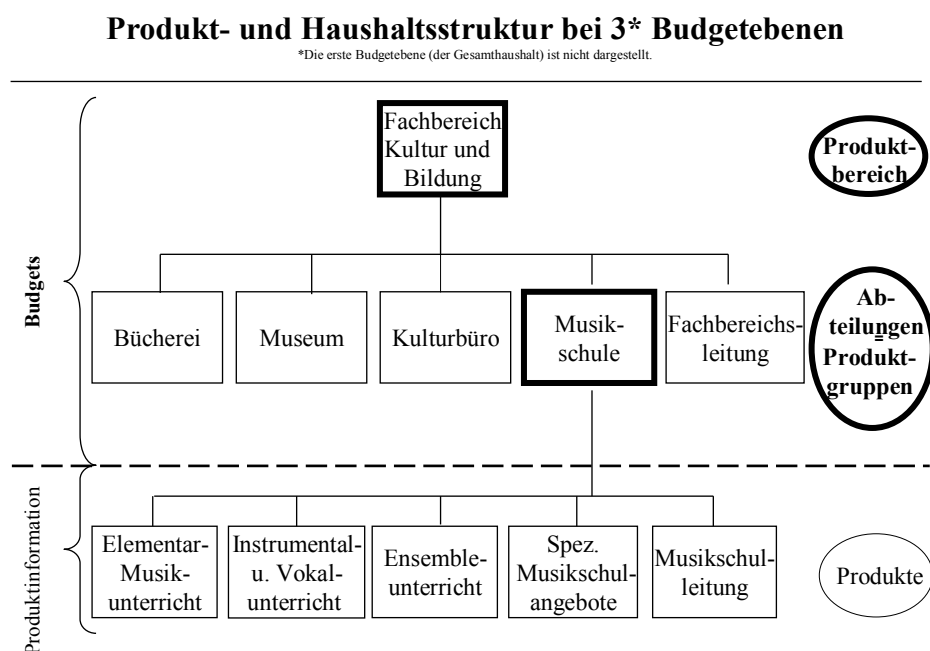 Produkt- und Haushaltsstruktur bei 3* Budgetebenen
*Die erste Budgetebene (der Gesamthaushalt) ist nicht dargestellt.
Fachbereich
Kultur und
Bildung
Produkt-
bereich
Budgets
Bücherei
Museum
Kulturbüro
Musik-
schule
Fachbereichs-
leitung
Ab-
teilungen
=
Produkt-
gruppen
Produktinformation
Elementar-
Musik-
unterricht
Instrumental-
u. Vokal-
unterricht
Ensemble-
unterricht
Spez.
Musikschul-
angebote
Musikschul-
leitung
Produkte